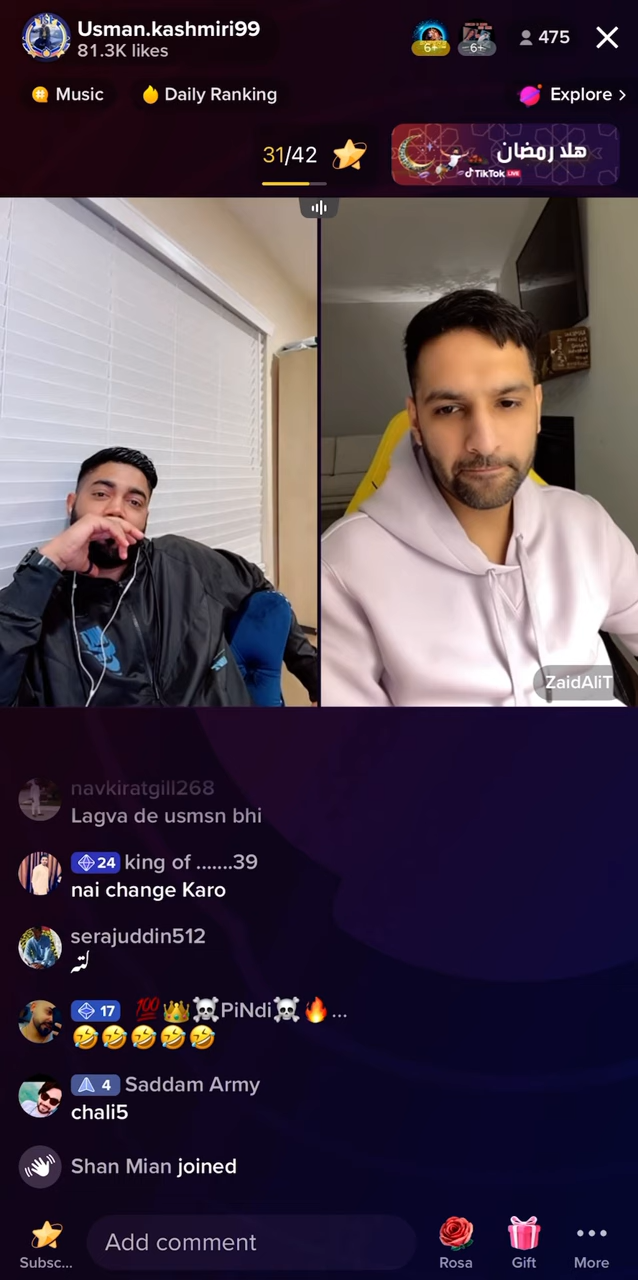 Usman.kashmiri99
81.3K likes
6+
6+
475
Music
Daily Ranking
Explore
31/42
هلا رمضان
TikTok LIVE
ZaidAliT
navkiratgill268
Lagva de usmsn bhi
24 king of .......39
nai change Karo
serajuddin512
لته
17 💯👑☠️PiNdi☠️🔥...
🤣🤣🤣🤣🤣
4 Saddam Army
chali5
Shan Mian joined
Subsc...
Add comment
Rosa
Gift
More